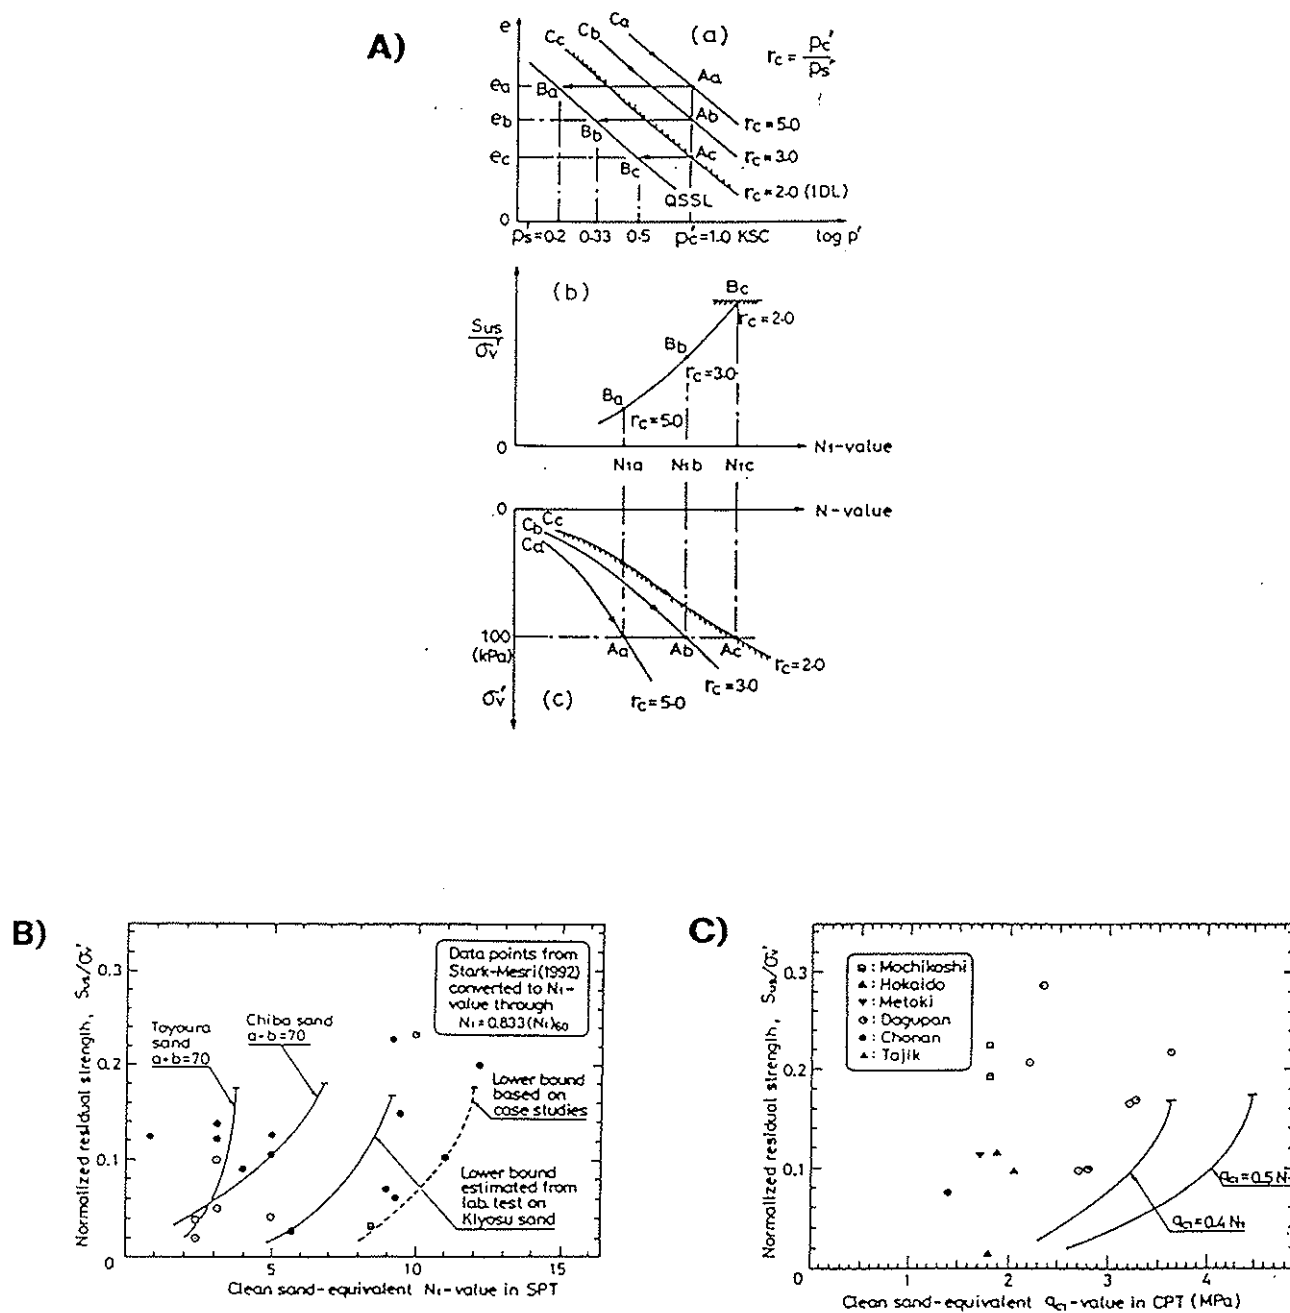 A)
e
Cc
Cb
Ca
(a)
rc = pc' / ps'
ea
Ba
Aa
rc=5.0
eb
Bb
Ab
rc=3.0
ec
Bc
Ac
rc=2.0 (IDL)
QSSL
0
ps'=0.2
0.33
0.5
pc'=1.0 KSC
log p'
(b)
Bc
rc=2.0
Sus
σv'
Bb
rc=3.0
Ba
rc=5.0
0
N1-value
N1a
N1b
N1c
0
N-value
Cc
Cb
Ca
100
(kPa)
Aa
Ab
Ac
rc=2.0
rc=3.0
rc=5.0
σv'
(c)
B)
Normalized residual strength, Sus/σv'
0.3
0.2
0.1
0
Toyoura
sand
a+b=70
Chiba sand
a+b=70
Data points from
Stark-Mesri(1992)
converted to N1-
value through
N1=0.833(N1)60
Lower bound
based on
case studies
Lower bound
estimated from
lab. test on
Kiyosu sand
5
10
15
Clean sand-equivalent N1-value in SPT
C)
Normalized residual strength, Sus/σv'
0.3
0.2
0.1
0
: Mochikoshi
: Hokaido
: Metoki
: Dagupan
: Chonan
: Tajik
qc1=0.5 N1
qc1=0.4 N1
1
2
3
4
Clean sand-equivalent qc1-value in CPT (MPa)